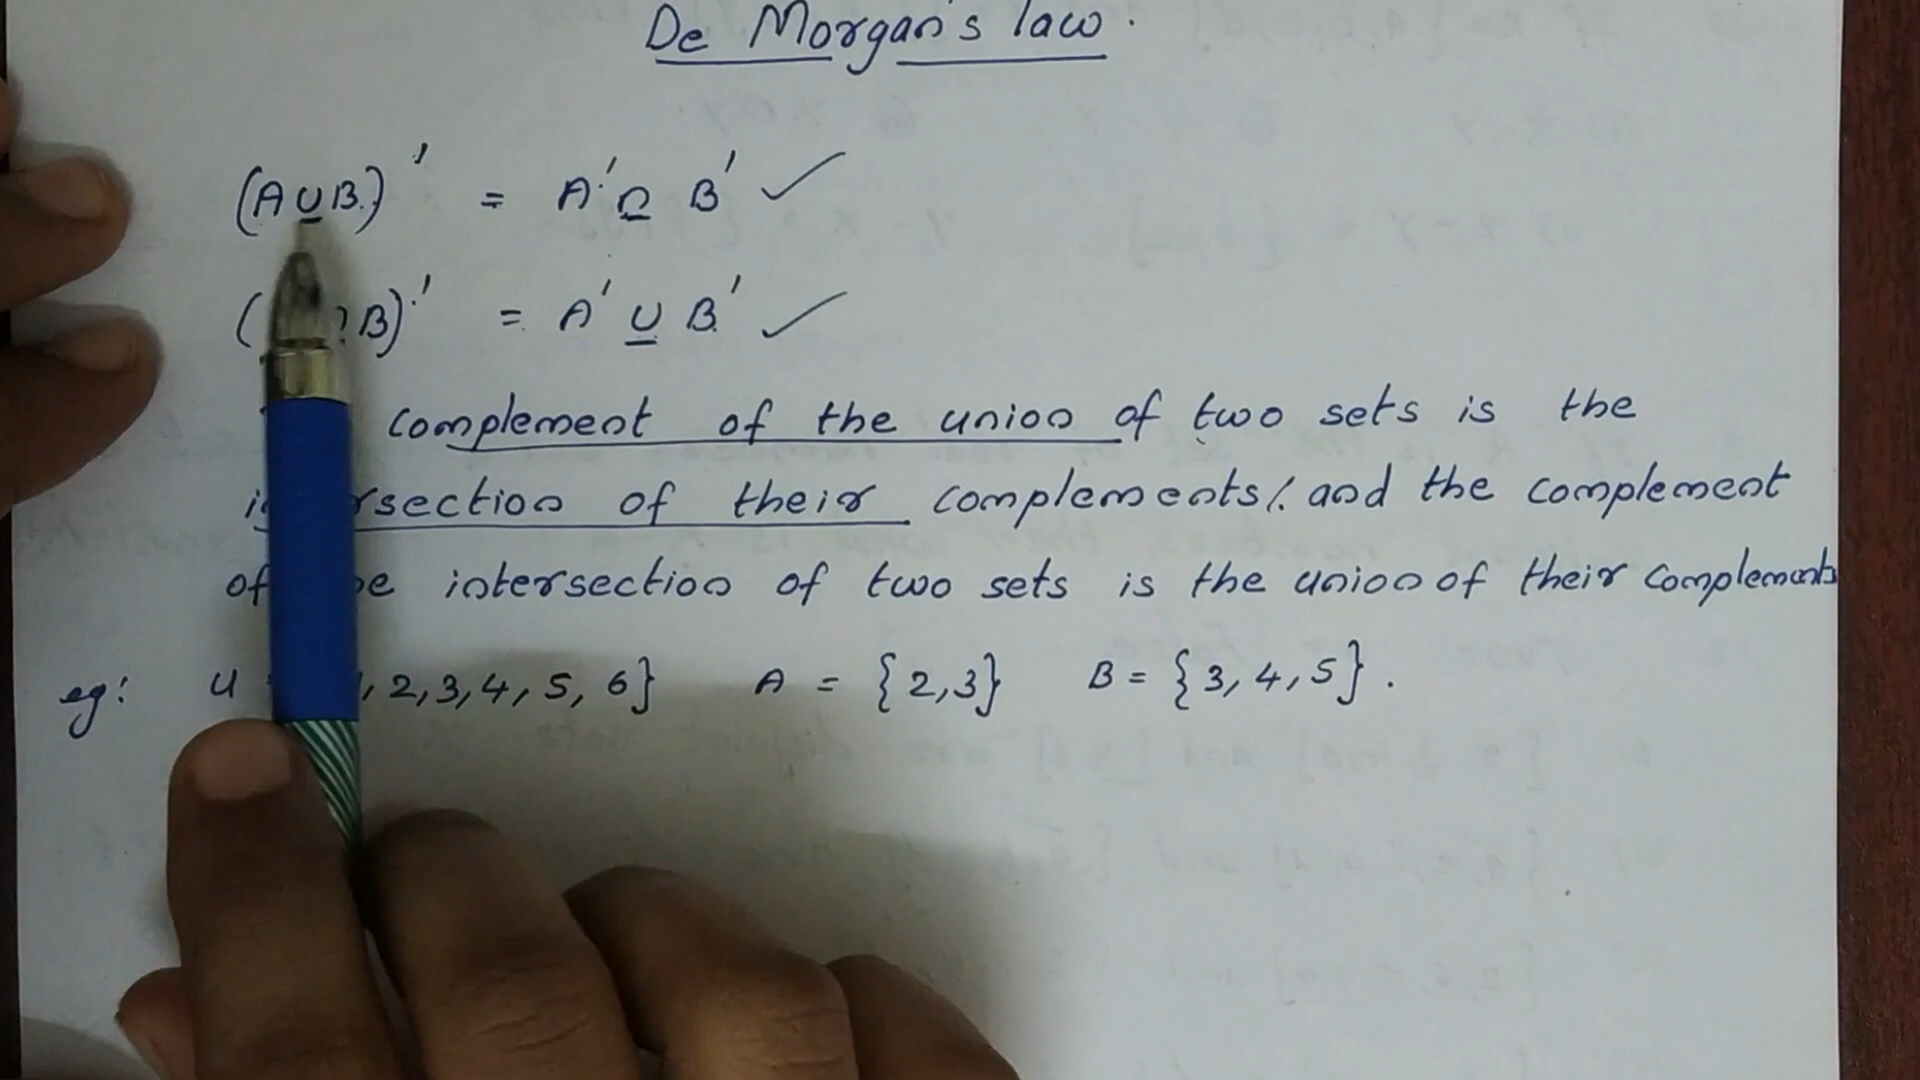 De Morgan's law.
(A∪B)' = A' ∩ B' ✓
( ∩B)' = A' ∪ B' ✓
complement of the union of two sets is the
of their complements/. and the complement
intersection of two sets is the union of their complements
eg: U , 2,3,4, 5, 6} A = {2,3} B = {3,4,5}.